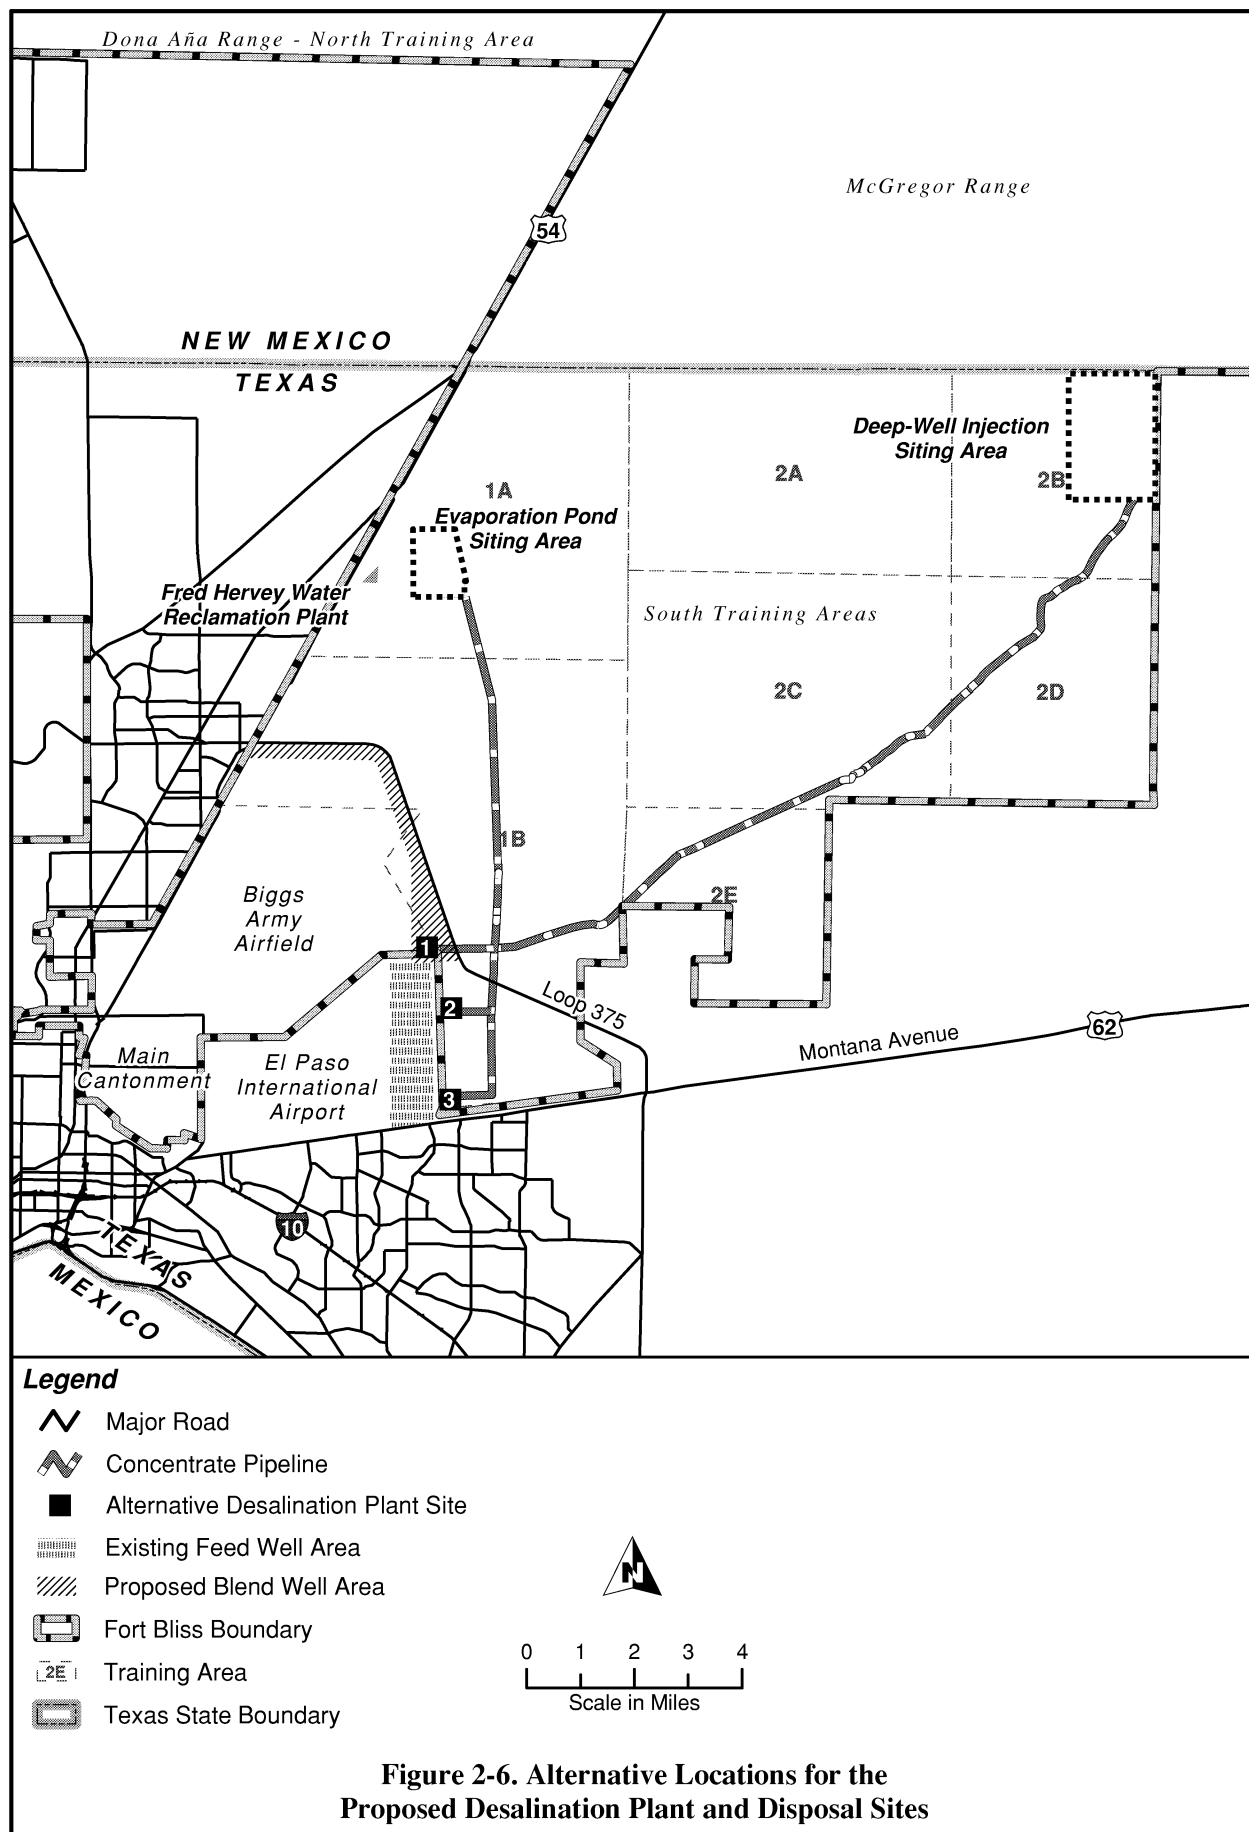 Dona Aña Range - North Training Area
McGregor Range
54
NEW MEXICO
TEXAS
Deep-Well Injection
Siting Area
2A
2B
1A
Evaporation Pond
Siting Area
Fred Hervey Water
Reclamation Plant
South Training Areas
2C
2D
1B
2E
Biggs
Army
Airfield
1
2
3
Loop 375
Montana Avenue
62
Main
Cantonment
El Paso
International
Airport
10
TEXAS
MEXICO
Legend
Major Road
Concentrate Pipeline
Alternative Desalination Plant Site
Existing Feed Well Area
Proposed Blend Well Area
Fort Bliss Boundary
2E Training Area
Texas State Boundary
N
0 1 2 3 4
Scale in Miles
Figure 2-6. Alternative Locations for the
Proposed Desalination Plant and Disposal Sites